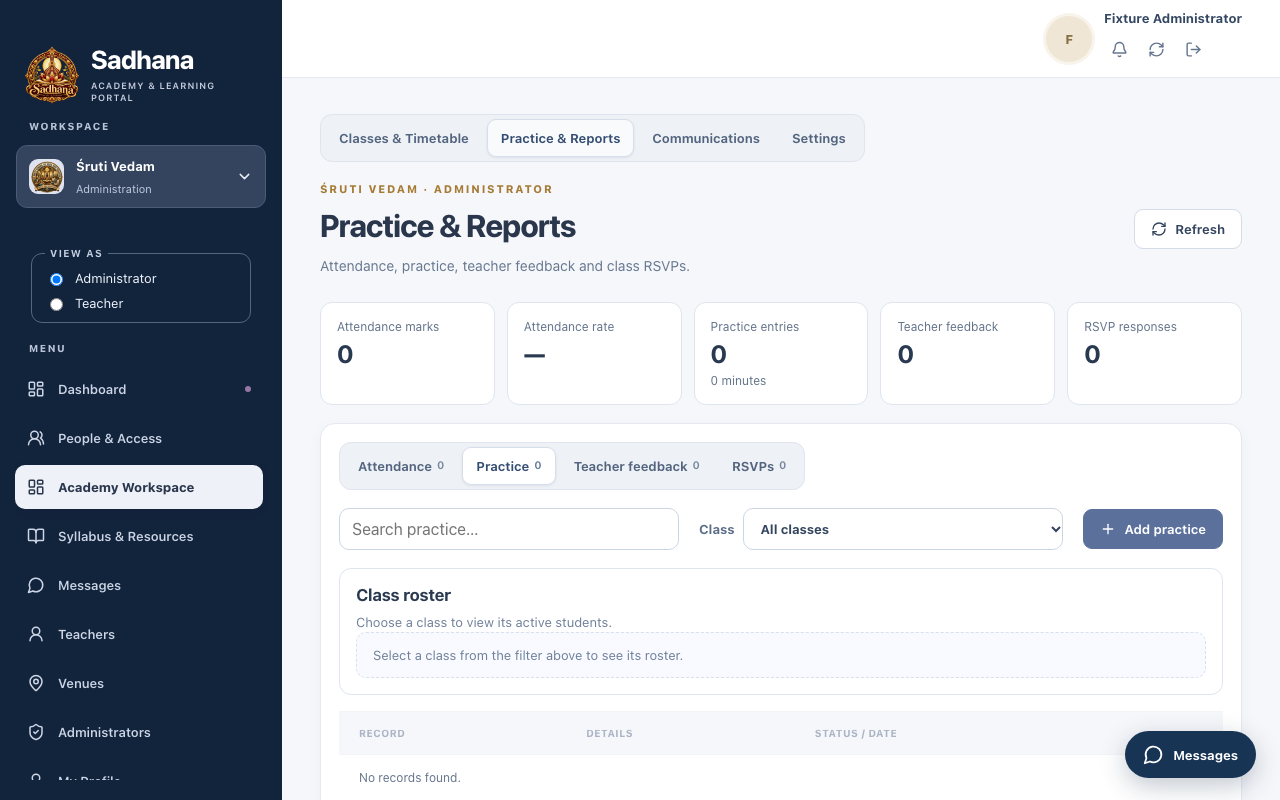 Sadhana
ACADEMY & LEARNING
PORTAL
Sadhana
WORKSPACE
Śruti Vedam
Administration
VIEW AS
Administrator
Teacher
MENU
Dashboard
People & Access
Academy Workspace
Syllabus & Resources
Messages
Teachers
Venues
Administrators
My Profile
F
Fixture Administrator
Classes & Timetable
Practice & Reports
Communications
Settings
ŚRUTI VEDAM · ADMINISTRATOR
Practice & Reports
Refresh
Attendance, practice, teacher feedback and class RSVPs.
Attendance marks
0
Attendance rate
—
Practice entries
0
0 minutes
Teacher feedback
0
RSVP responses
0
Attendance 0
Practice 0
Teacher feedback 0
RSVPs 0
Search practice...
Class
All classes
Add practice
Class roster
Choose a class to view its active students.
Select a class from the filter above to see its roster.
RECORD
DETAILS
STATUS / DATE
No records found.
Messages